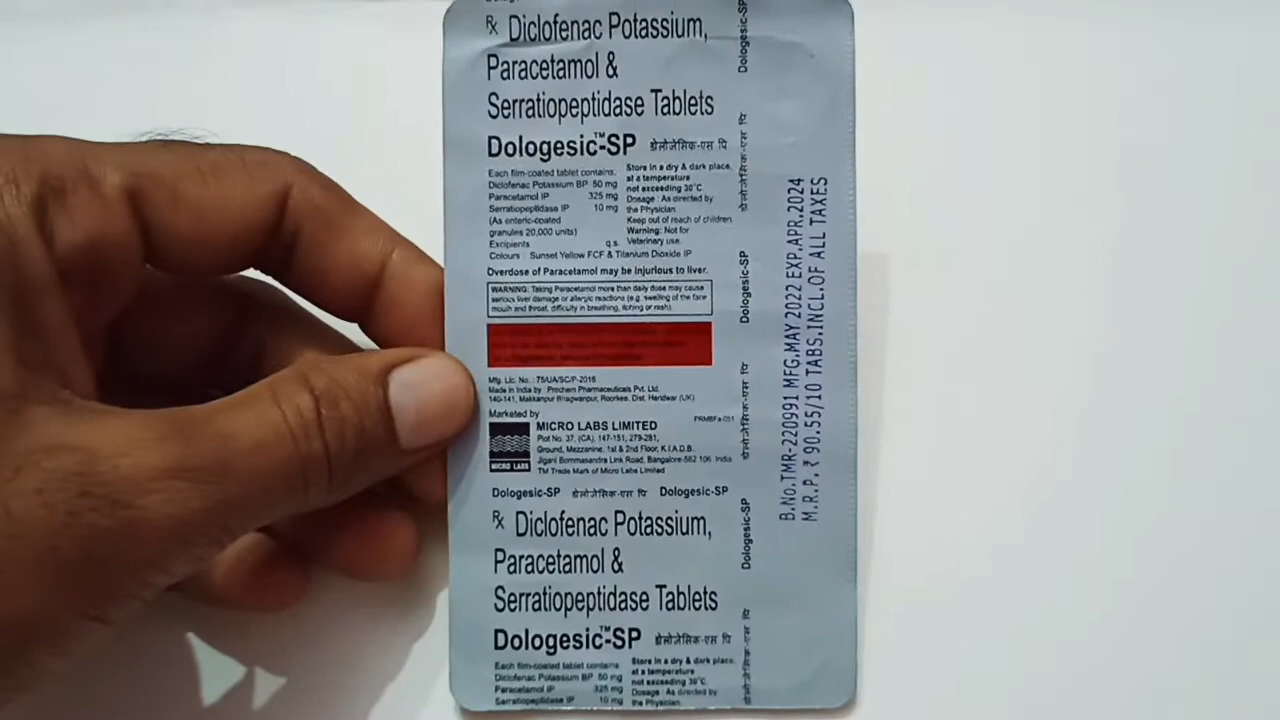 Rx Diclofenac Potassium,
Paracetamol &
Serratiopeptidase Tablets
Dologesic™-SP डोलोजेसिक-एस पि
Each film-coated tablet contains:
Diclofenac Potassium BP 50 mg
Paracetamol IP 325 mg
Serratiopeptidase IP 10 mg
(As enteric-coated
granules 20,000 units)
Excipients q.s.
Colours : Sunset Yellow FCF & Titanium Dioxide IP
Store in a dry & dark place,
at a temperature
not exceeding 30°C.
Dosage : As directed by
the Physician.
Keep out of reach of children.
Warning: Not for
Veterinary use.
Overdose of Paracetamol may be injurious to liver.
WARNING: Taking Paracetamol more than daily dose may cause
serious liver damage or allergic reactions (e.g. swelling of the face
mouth and throat, difficulty in breathing, itching or rash).
Mfg. Lic. No. : 75/UA/SC/P-2016
Made in India by : Prochem Pharmaceuticals Pvt. Ltd.
140-141, Makkanpur Bhagwanpur, Roorkee, Dist. Haridwar (UK)
Marketed by PRMBFa-051
MICRO LABS LIMITED
Plot No. 37, (CA), 147-151, 279-281,
Ground, Mezzenine, 1st & 2nd Floor, K.I.A.D.B.,
Jigani Bommasandra Link Road, Bangalore-562 106. India
TM Trade Mark of Micro Labs Limited
MICRO LABS
Dologesic-SP डोलोजेसिक-एस पि Dologesic-SP
Rx Diclofenac Potassium,
Paracetamol &
Serratiopeptidase Tablets
Dologesic™-SP डोलोजेसिक-एस पि
Each film-coated tablet contains:
Diclofenac Potassium BP 50 mg
Paracetamol IP 325 mg
Serratiopeptidase IP 10 mg
Store in a dry & dark place,
at a temperature
not exceeding 30°C.
Dosage : As directed by
the Physician.
Dologesic-SP
डोलोजेसिक-एस पि
Dologesic-SP
डोलोजेसिक-एस पि
Dologesic-SP
डोलोजेसिक-एस पि
B.No.TMR-220991 MFG.MAY 2022 EXP.APR.2024
M.R.P. ₹ 90.55/10 TABS.INCL.OF ALL TAXES